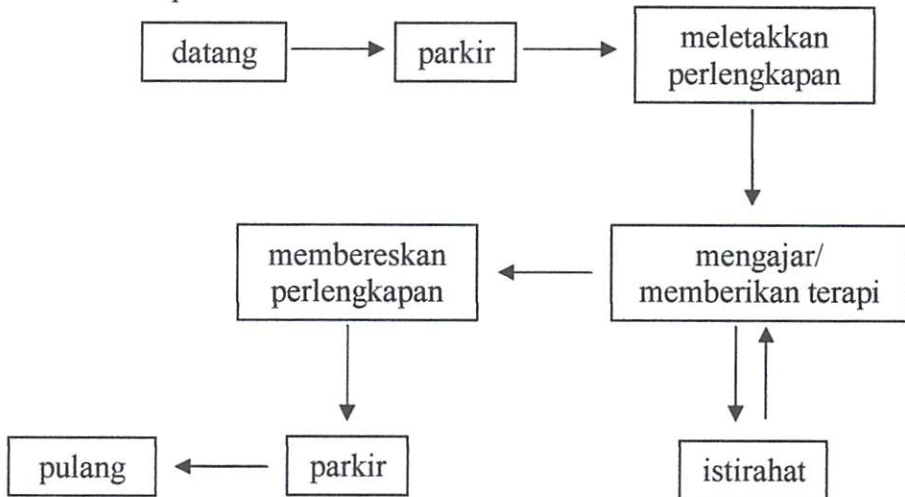 datang
parkir
meletakkan
perlengkapan
mengajar/
memberikan terapi
membereskan
perlengkapan
istirahat
parkir
pulang